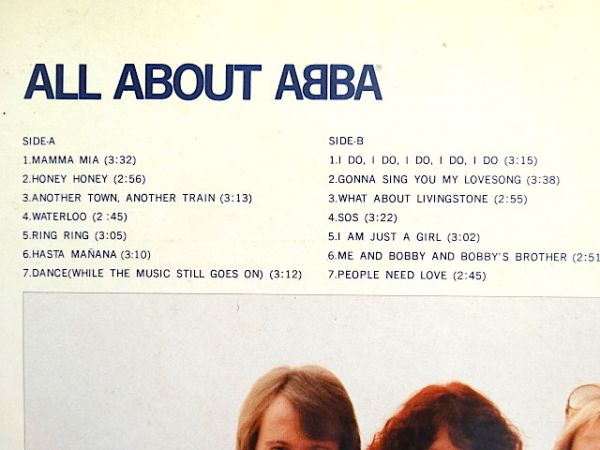 ALL ABOUT ABBA
SIDE-A
1.MAMMA MIA (3:32)
2.HONEY HONEY (2:56)
3.ANOTHER TOWN, ANOTHER TRAIN (3:13)
4.WATERLOO (2:45)
5.RING RING (3:05)
6.HASTA MAÑANA (3:10)
7.DANCE(WHILE THE MUSIC STILL GOES ON) (3:12)
SIDE-B
1.I DO, I DO, I DO, I DO, I DO (3:15)
2.GONNA SING YOU MY LOVESONG (3:38)
3.WHAT ABOUT LIVINGSTONE (2:55)
4.SOS (3:22)
5.I AM JUST A GIRL (3:02)
6.ME AND BOBBY AND BOBBY'S BROTHER (2:51
7.PEOPLE NEED LOVE (2:45)